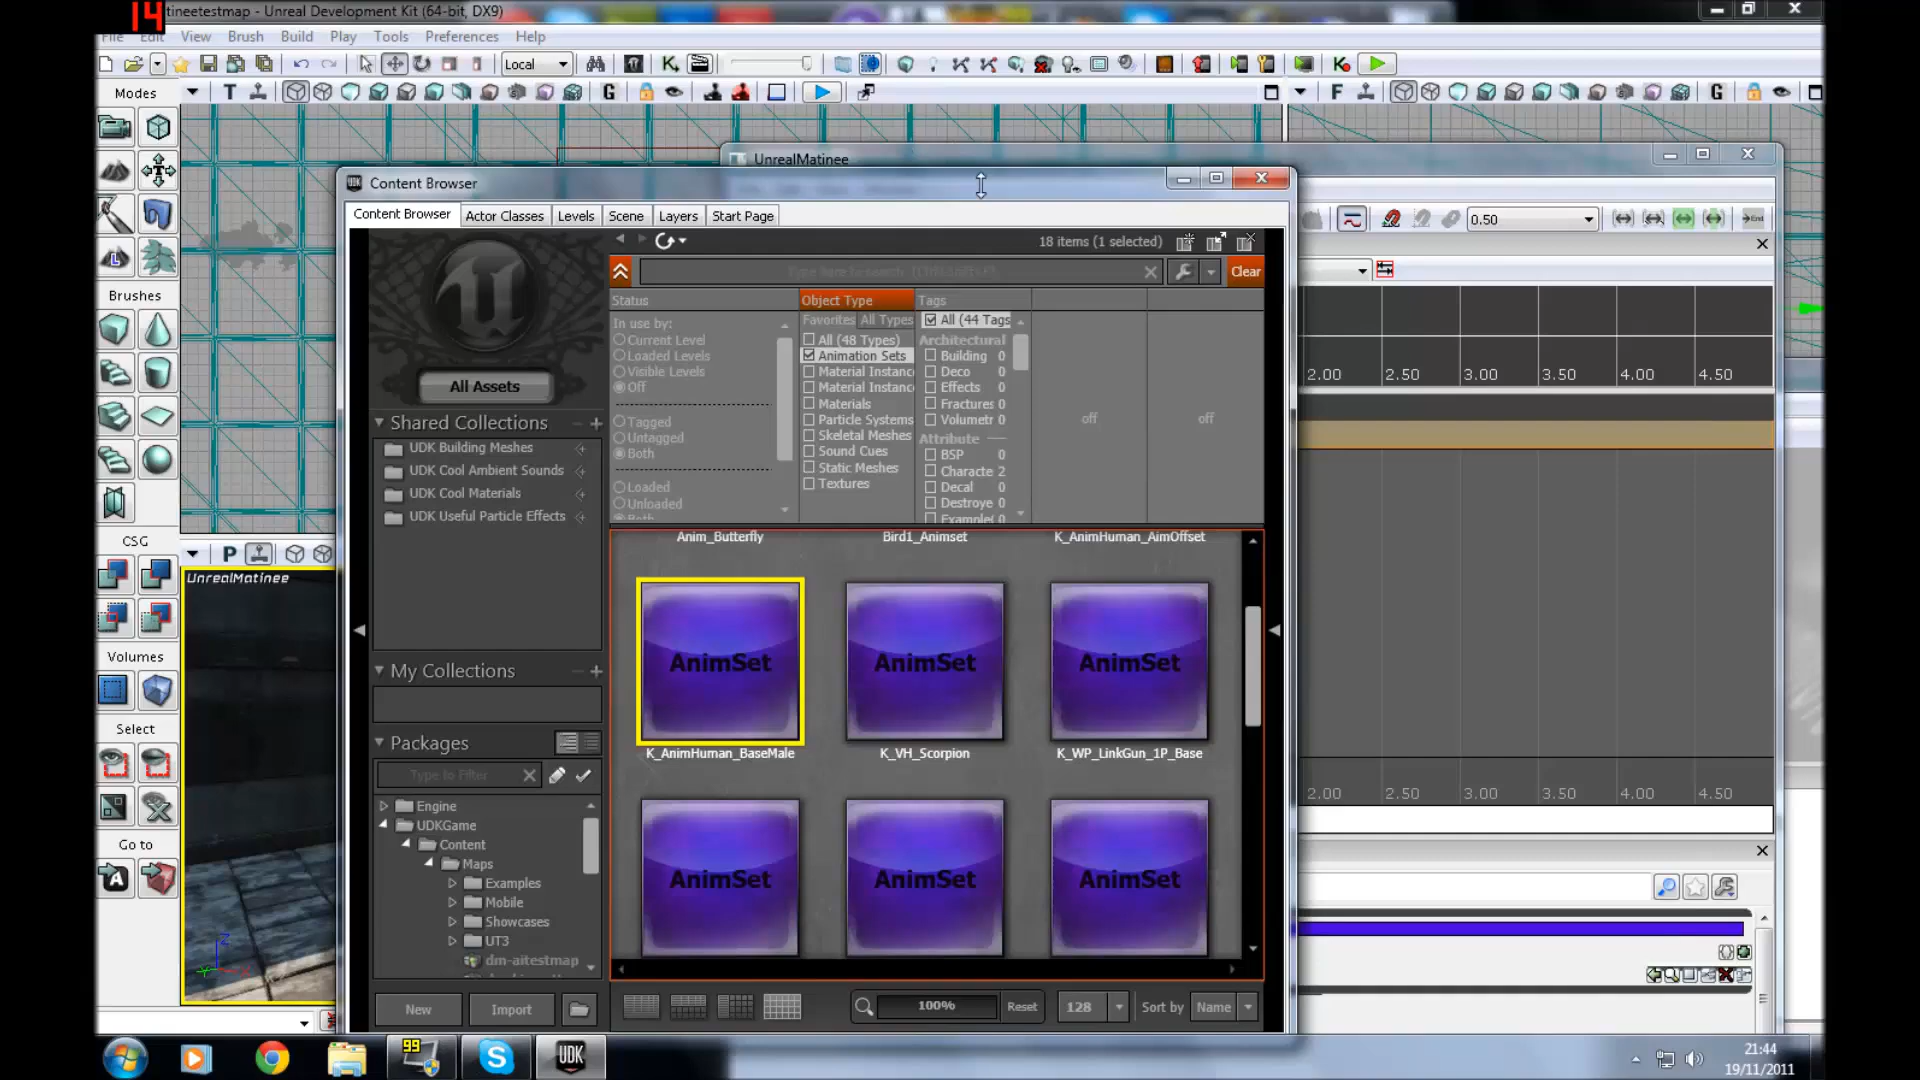 14
tineetestmap - Unreal Development Kit (64-bit, DX9)
File Edit View Brush Build Play Tools Preferences Help
Local
Modes
T
G
F
G
UnrealMatinee
Content Browser
Content Browser Actor Classes Levels Scene Layers Start Page
0.50
End
18 items (1 selected)
Clear
All Assets
Status
In use by:
Current Level
Loaded Levels
Visible Levels
Off
Tagged
Untagged
Both
Loaded
Unloaded
Both
Object Type
Favorites All Types
All (48 Types)
Animation Sets
Material Instanc
Material Instanc
Materials
Particle Systems
Skeletal Meshes
Sound Cues
Static Meshes
Textures
Tags
All (44 Tags
Architectural
Building 0
Deco 0
Effects 0
Fractures 0
Volumetr 0
Attribute
BSP 0
Characte 2
Decal 0
Destroye 0
off
off
Brushes
Shared Collections
UDK Building Meshes
UDK Cool Ambient Sounds
UDK Cool Materials
UDK Useful Particle Effects
My Collections
Packages
Type to Filter
Engine
UDKGame
Content
Maps
Examples
Mobile
Showcases
UT3
dm-aitestmap
New
Import
Anim_Butterfly
Bird1_Animset
K_AnimHuman_AimOffset
AnimSet
AnimSet
AnimSet
K_AnimHuman_BaseMale
K_VH_Scorpion
K_WP_LinkGun_1P_Base
AnimSet
AnimSet
AnimSet
100%
Reset
128
Sort by
Name
2.00 2.50 3.00 3.50 4.00 4.50
2.00 2.50 3.00 3.50 4.00 4.50
CSG
P
UnrealMatinee
Volumes
Select
Go to
A
Z
Y
X
99
UDK
21:44
19/11/2011